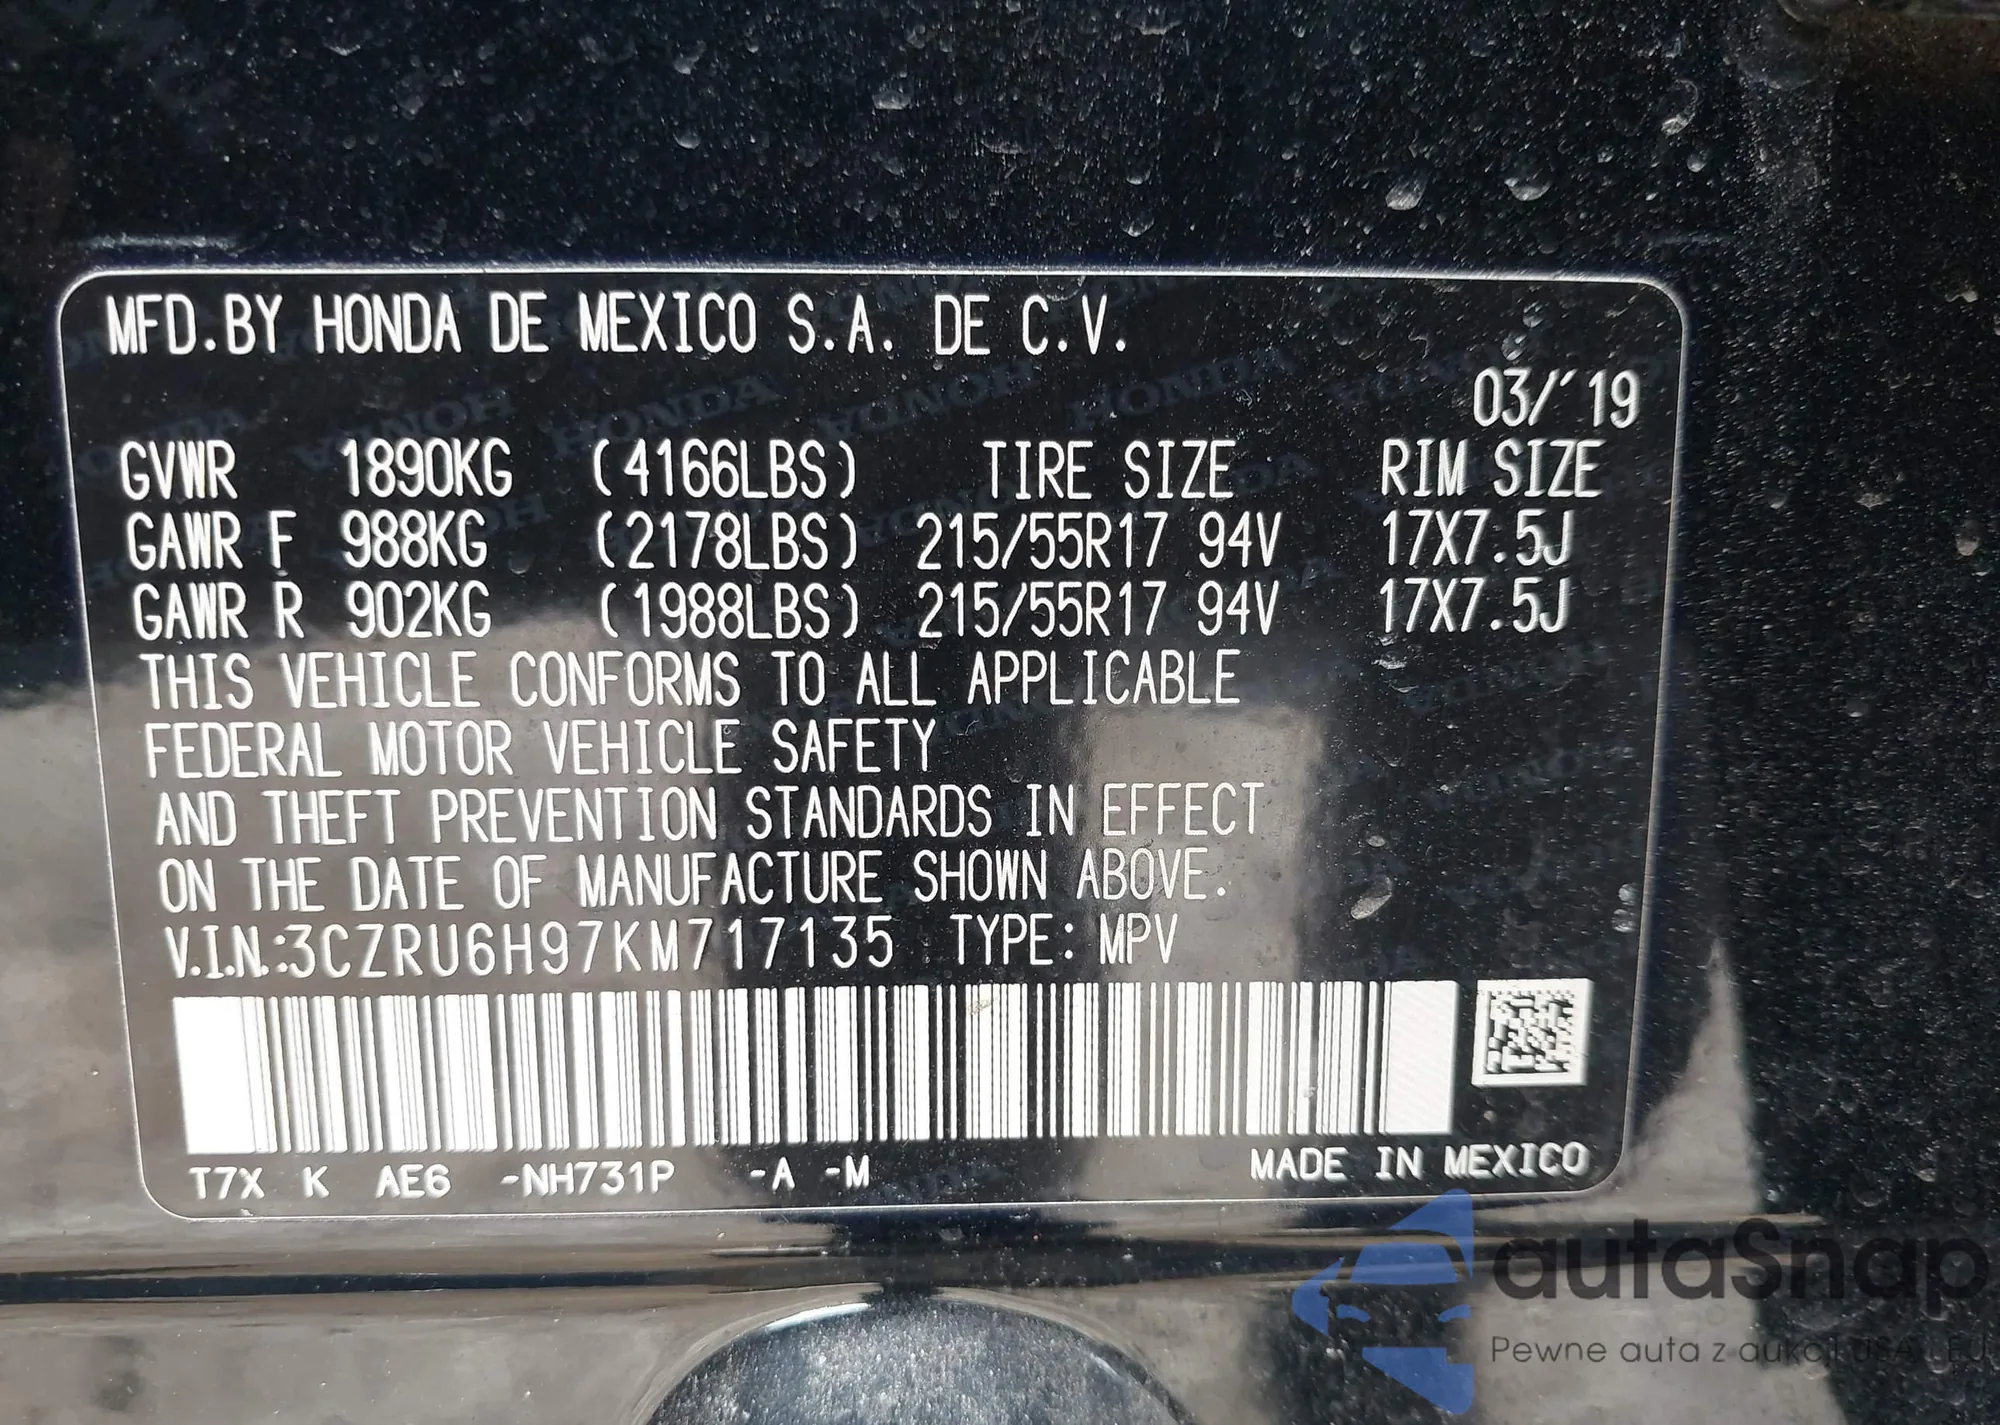 MFD.BY HONDA DE MEXICO S.A. DE C.V.
03/'19
GVWR 1890KG (4166LBS) TIRE SIZE RIM SIZE
GAWR F 988KG (2178LBS) 215/55R17 94V 17X7.5J
GAWR R 902KG (1988LBS) 215/55R17 94V 17X7.5J
THIS VEHICLE CONFORMS TO ALL APPLICABLE
FEDERAL MOTOR VEHICLE SAFETY
AND THEFT PREVENTION STANDARDS IN EFFECT
ON THE DATE OF MANUFACTURE SHOWN ABOVE.
V.I.N.:3CZRU6H97KM717135 TYPE: MPV
T7X K AE6 -NH731P -A -M MADE IN MEXICO
autaSnap
Pewne auta z aukcji USA i EU